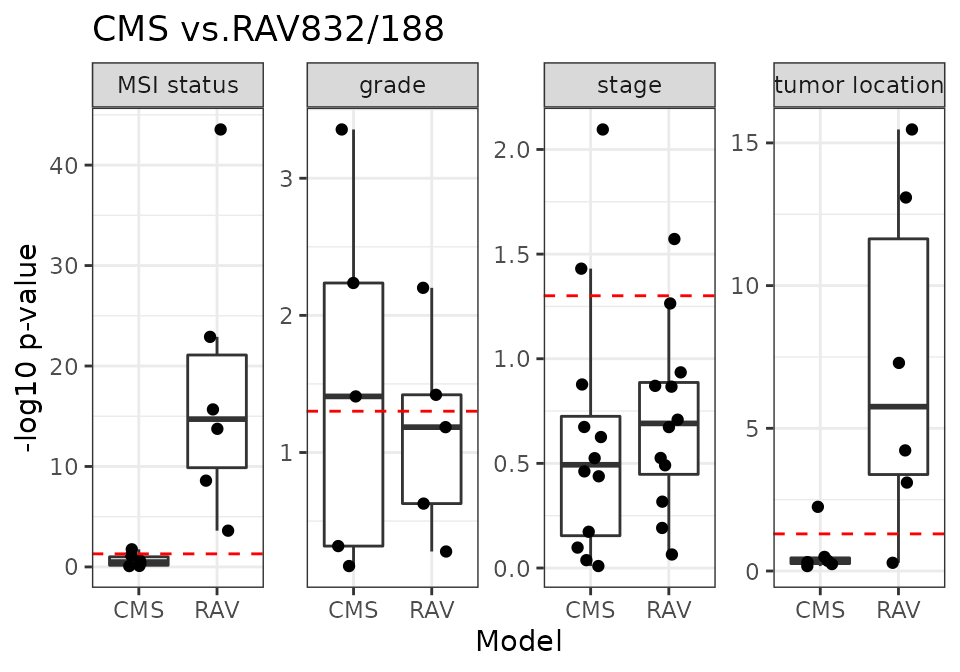 CMS vs.RAV832/188
MSI status
grade
stage
tumor location
-log10 p-value
40
30
20
10
0
3
2
1
2.0
1.5
1.0
0.5
0.0
15
10
5
0
CMS RAV
CMS RAV
CMS RAV
CMS RAV
Model